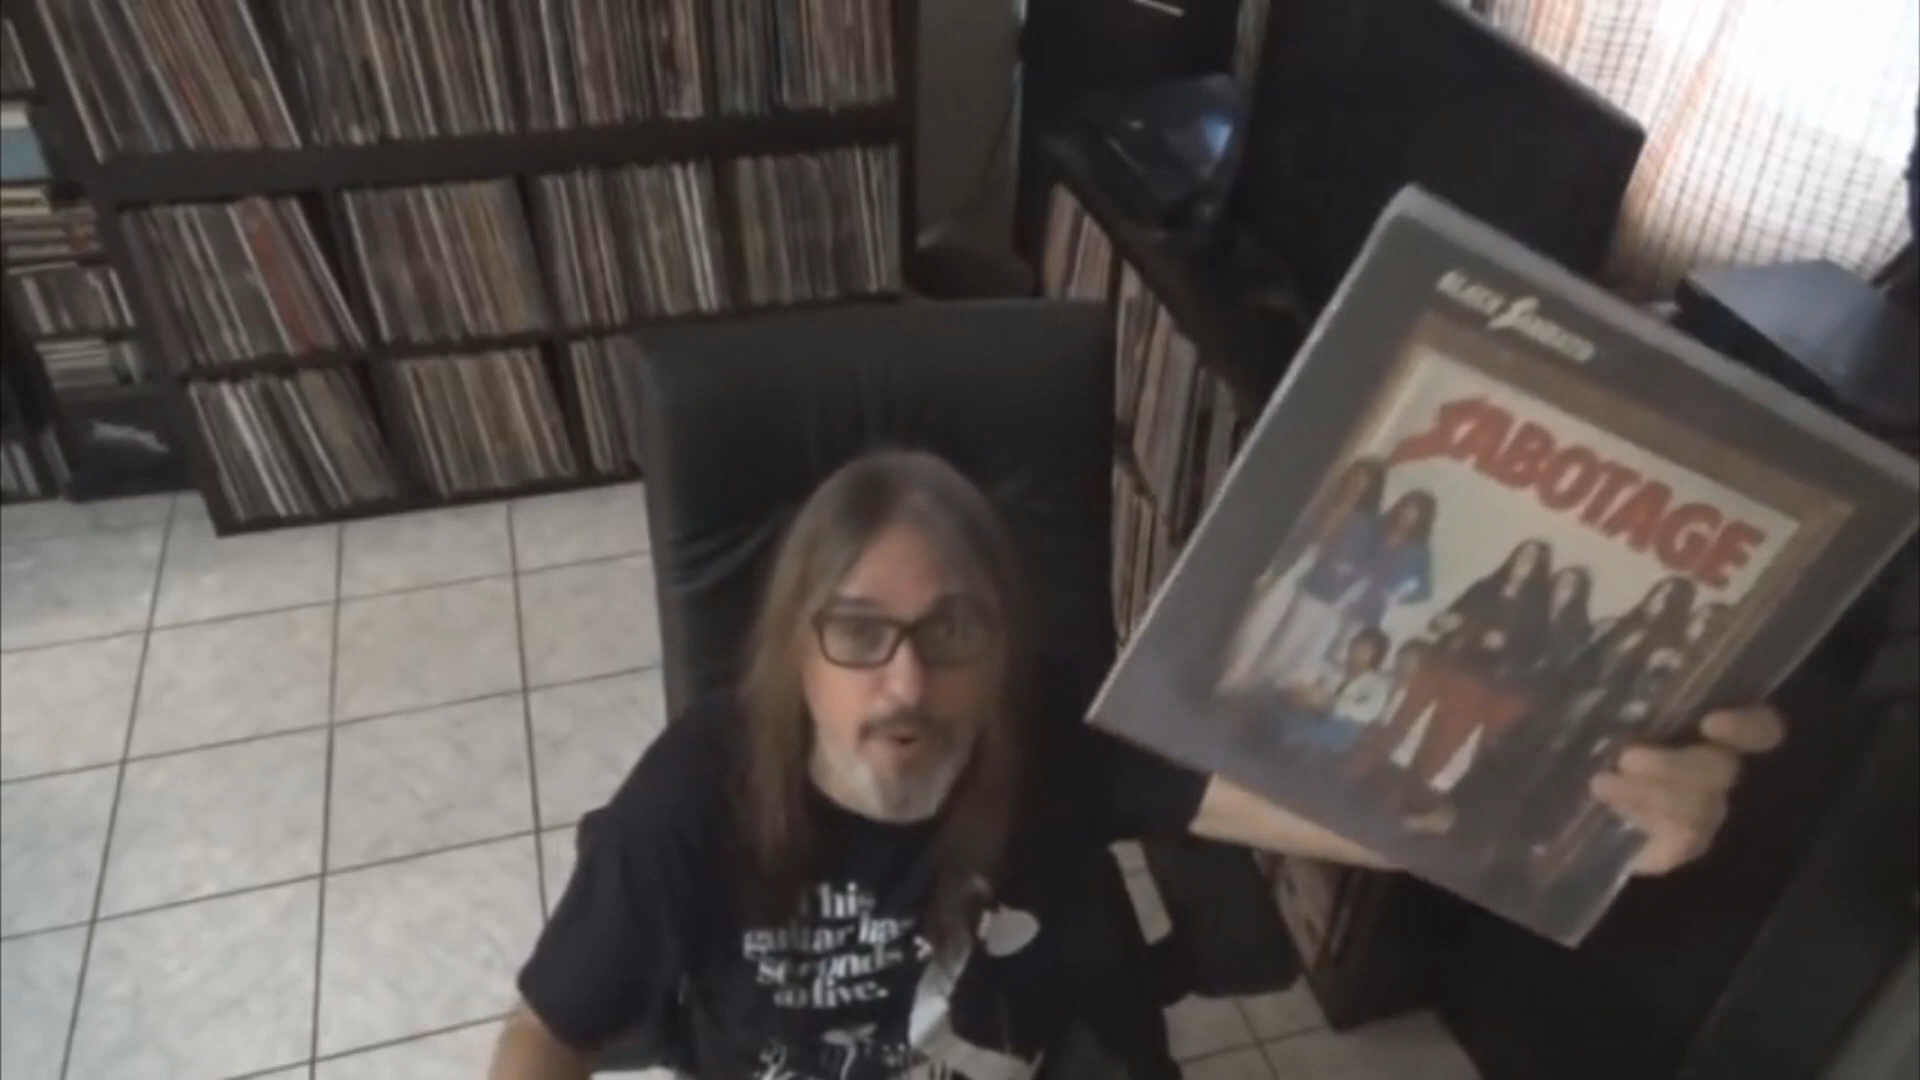 BLACK SABBATH
SABOTAGE
This
guitar has
seconds
to live.